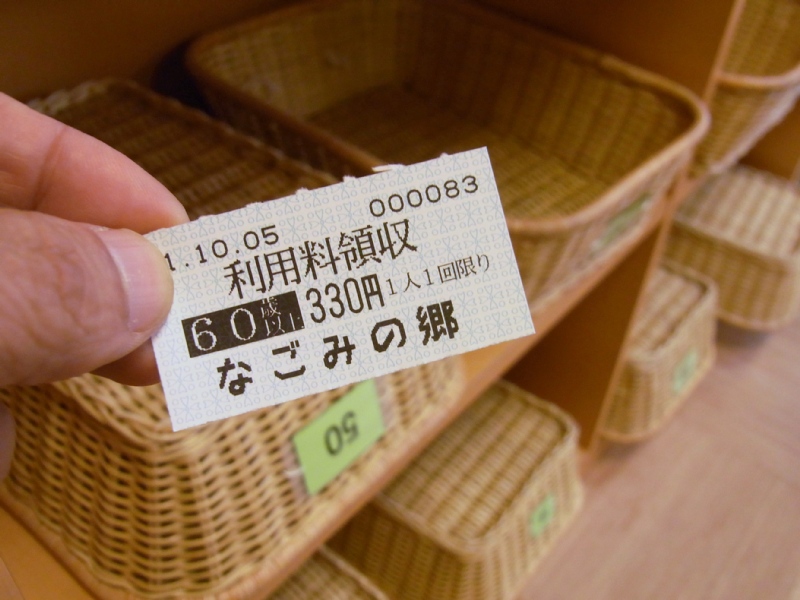 000083
1.10.05
利用料領収
60歳以上 330円 1人1回限り
なごみの郷
50